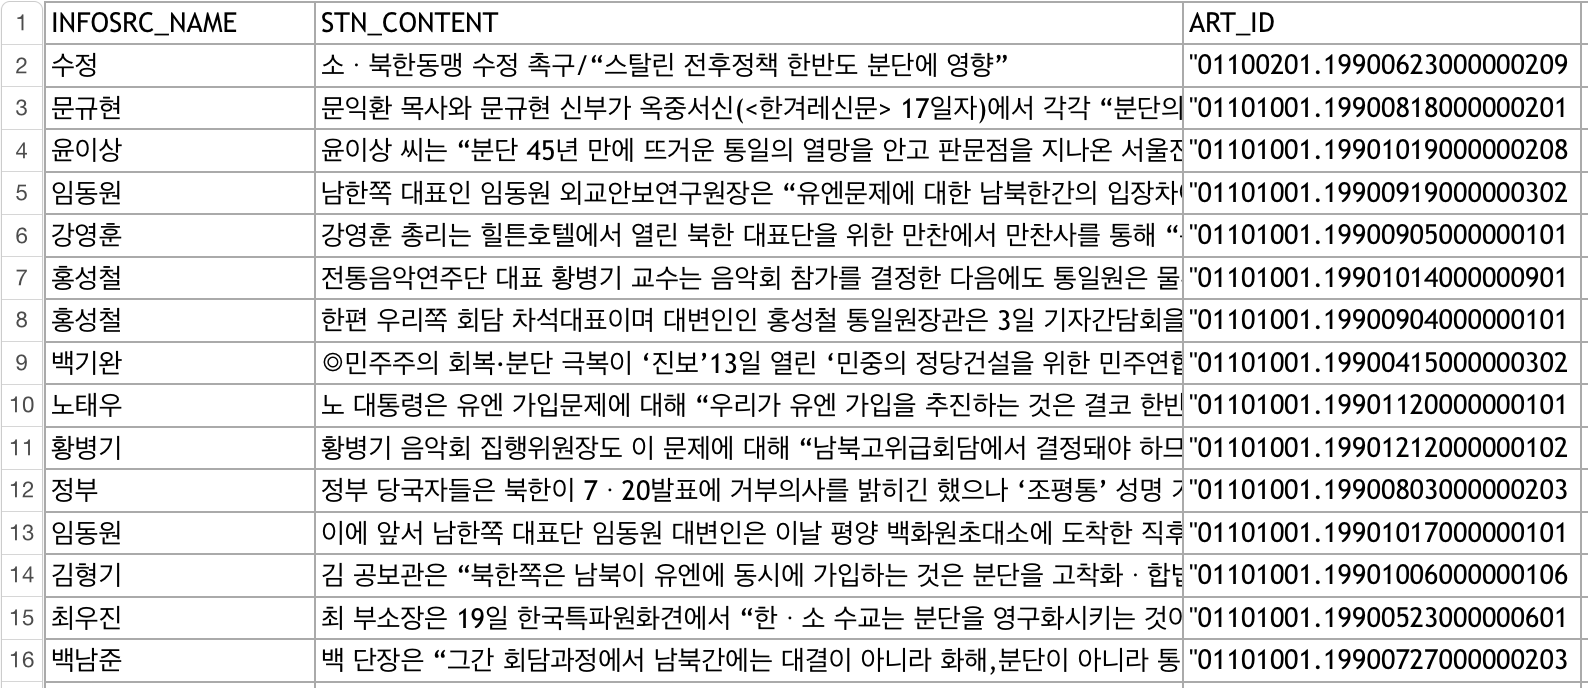 1 INFOSRC_NAME STN_CONTENT ART_ID
2 수정 소ㆍ북한동맹 수정 촉구/“스탈린 전후정책 한반도 분단에 영향” "01100201.19900623000000209
3 문규현 문익환 목사와 문규현 신부가 옥중서신(<한겨레신문> 17일자)에서 각각 “분단의 "01101001.19900818000000201
4 윤이상 윤이상 씨는 “분단 45년 만에 뜨거운 통일의 열망을 안고 판문점을 지나온 서울전 "01101001.19901019000000208
5 임동원 남한쪽 대표인 임동원 외교안보연구원장은 “유엔문제에 대한 남북한간의 입장차 "01101001.19900919000000302
6 강영훈 강영훈 총리는 힐튼호텔에서 열린 북한 대표단을 위한 만찬에서 만찬사를 통해 “ "01101001.19900905000000101
7 홍성철 전통음악연주단 대표 황병기 교수는 음악회 참가를 결정한 다음에도 통일원은 물 "01101001.19901014000000901
8 홍성철 한편 우리쪽 회담 차석대표이며 대변인인 홍성철 통일원장관은 3일 기자간담회을 "01101001.19900904000000101
9 백기완 ◎민주주의 회복·분단 극복이 ‘진보’13일 열린 ‘민중의 정당건설을 위한 민주연합 "01101001.19900415000000302
10 노태우 노 대통령은 유엔 가입문제에 대해 “우리가 유엔 가입을 추진하는 것은 결코 한반 "01101001.19901120000000101
11 황병기 황병기 음악회 집행위원장도 이 문제에 대해 “남북고위급회담에서 결정돼야 하므 "01101001.19901212000000102
12 정부 정부 당국자들은 북한이 7ㆍ20발표에 거부의사를 밝히긴 했으나 ‘조평통’ 성명 "01101001.19900803000000203
13 임동원 이에 앞서 남한쪽 대표단 임동원 대변인은 이날 평양 백화원초대소에 도착한 직후 "01101001.19901017000000101
14 김형기 김 공보관은 “북한쪽은 남북이 유엔에 동시에 가입하는 것은 분단을 고착화ㆍ합법 "01101001.19901006000000106
15 최우진 최 부소장은 19일 한국특파원회견에서 “한ㆍ소 수교는 분단을 영구화시키는 것이 "01101001.19900523000000601
16 백남준 백 단장은 “그간 회담과정에서 남북간에는 대결이 아니라 화해,분단이 아니라 통 "01101001.19900727000000203